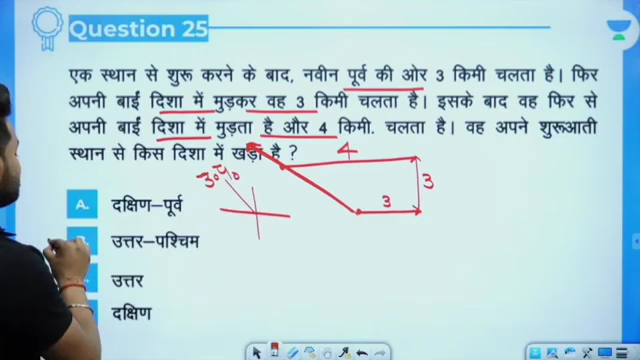 Question 25
एक स्थान से शुरू करने के बाद, नवीन पूर्व की ओर 3 किमी चलता है। फिर
अपनी बाईं दिशा में मुड़कर वह 3 किमी चलता है। इसके बाद वह फिर से
अपनी बाईं दिशा में मुड़ता है और 4 किमी. चलता है। वह अपने शुरूआती
स्थान से किस दिशा में खड़ा है ?
4
3
3
उ०प०
A. दक्षिण–पूर्व
उत्तर–पश्चिम
उत्तर
दक्षिण